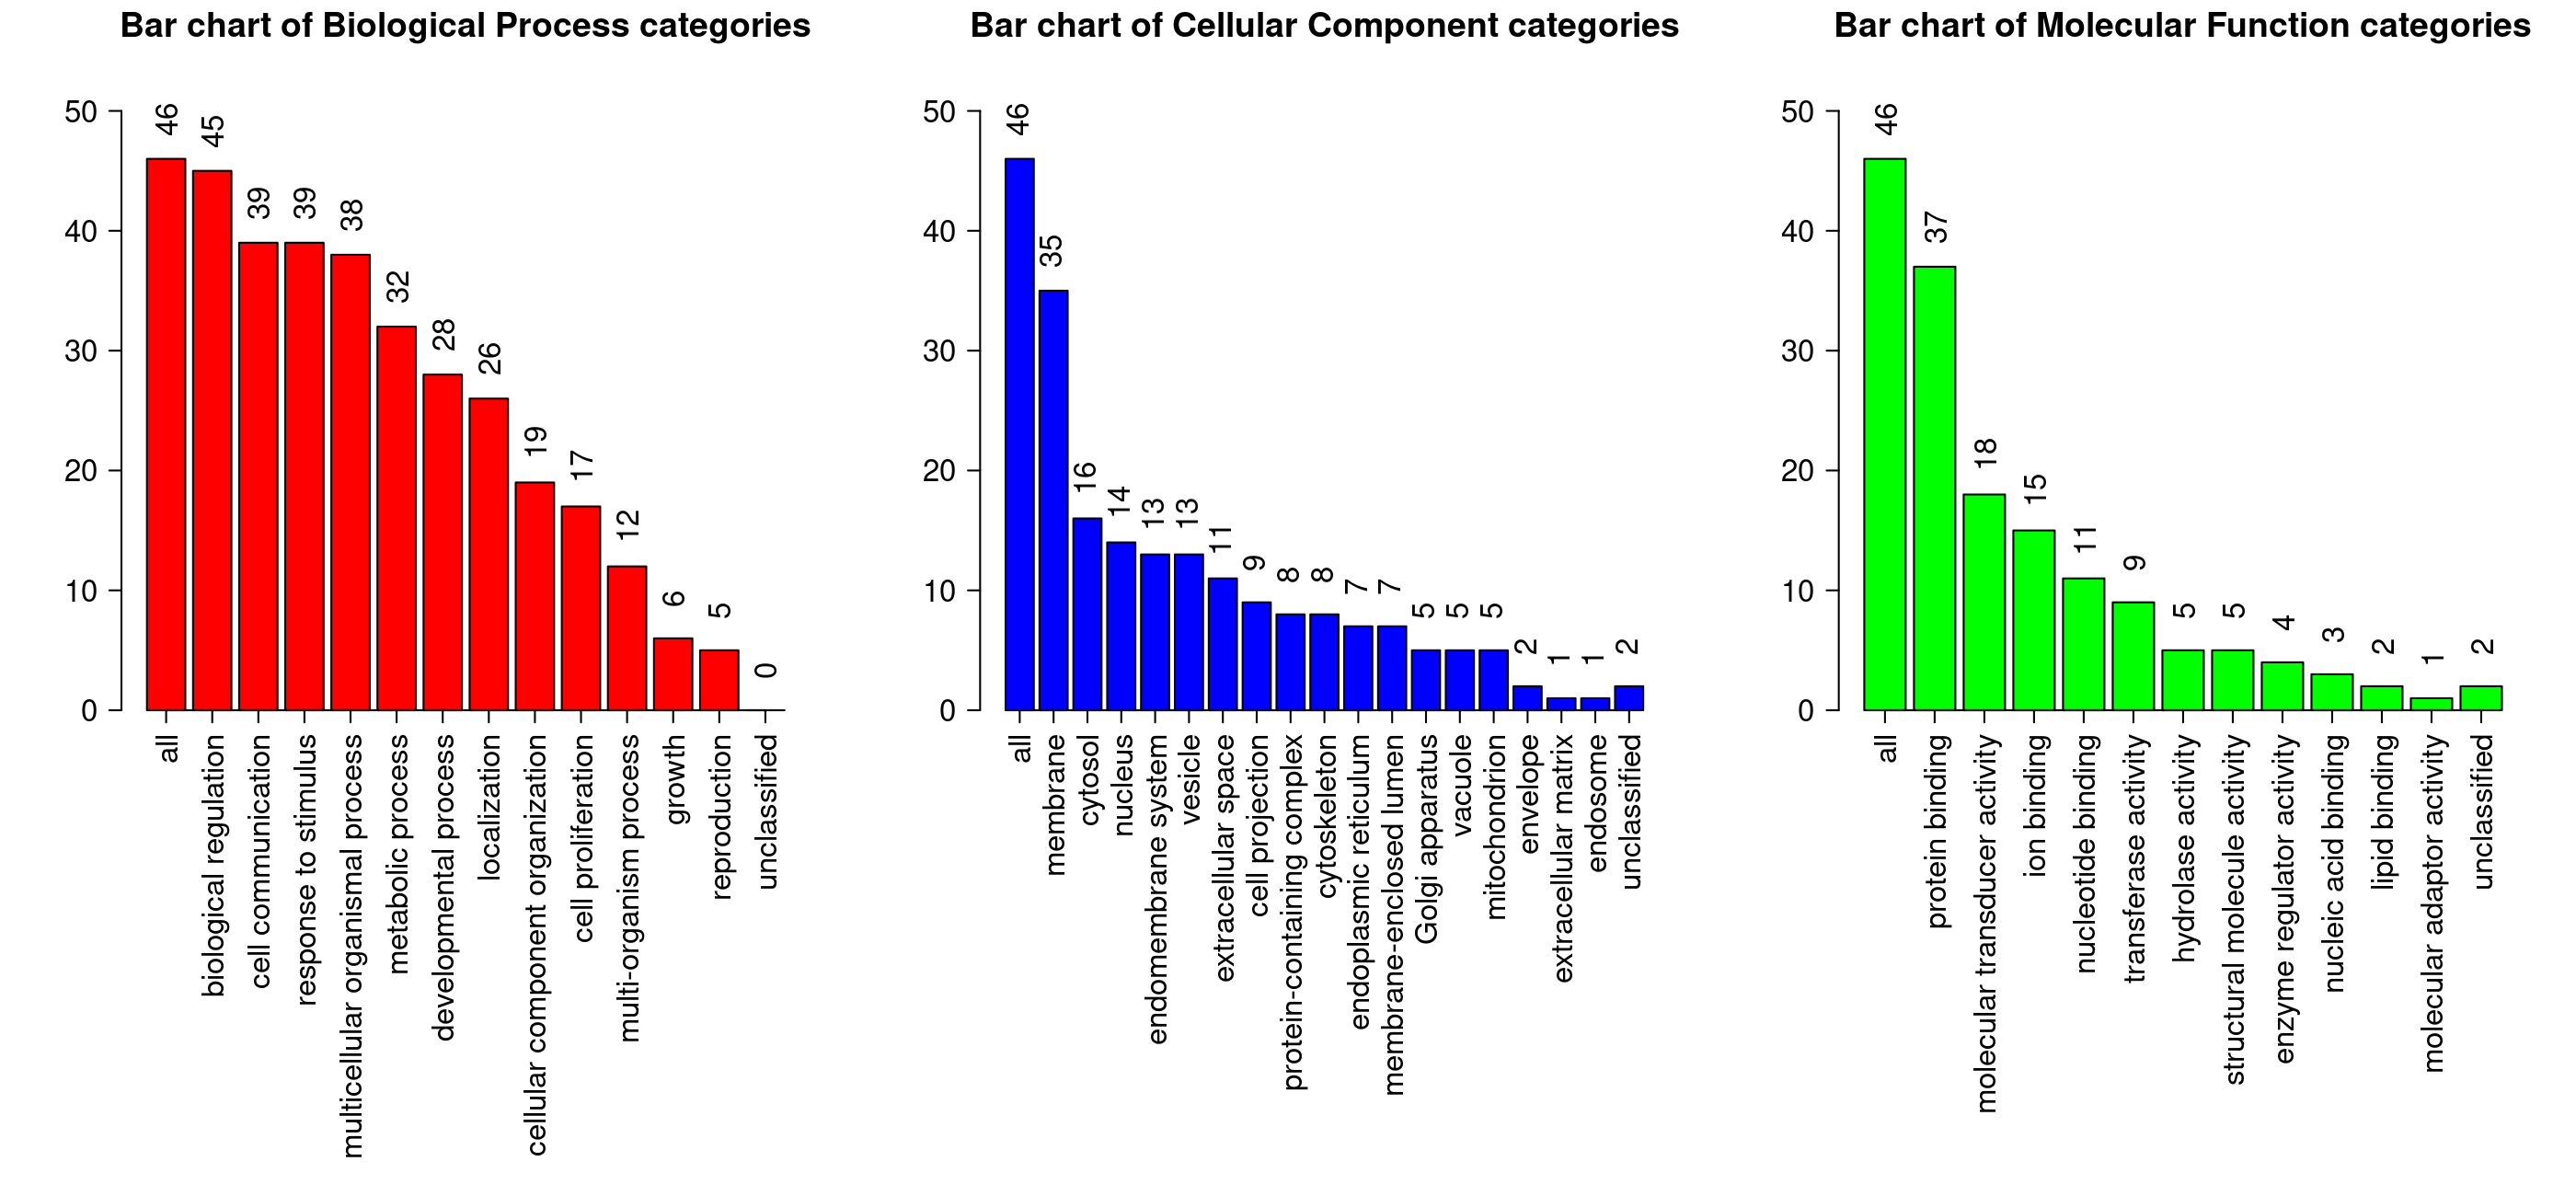 Bar chart of Biological Process categories
50
40
30
20
10
0
46
45
39
39
38
32
28
26
19
17
12
6
5
0
all
biological regulation
cell communication
response to stimulus
multicellular organismal process
metabolic process
developmental process
localization
cellular component organization
cell proliferation
multi-organism process
growth
reproduction
unclassified
Bar chart of Cellular Component categories
50
40
30
20
10
0
46
35
16
14
13
13
11
9
8
8
7
7
5
5
5
2
1
1
2
all
membrane
cytosol
nucleus
endomembrane system
vesicle
extracellular space
cell projection
protein-containing complex
cytoskeleton
endoplasmic reticulum
membrane-enclosed lumen
Golgi apparatus
vacuole
mitochondrion
envelope
extracellular matrix
endosome
unclassified
Bar chart of Molecular Function categories
50
40
30
20
10
0
46
37
18
15
11
9
5
5
4
3
2
1
2
all
protein binding
molecular transducer activity
ion binding
nucleotide binding
transferase activity
hydrolase activity
structural molecule activity
enzyme regulator activity
nucleic acid binding
lipid binding
molecular adaptor activity
unclassified